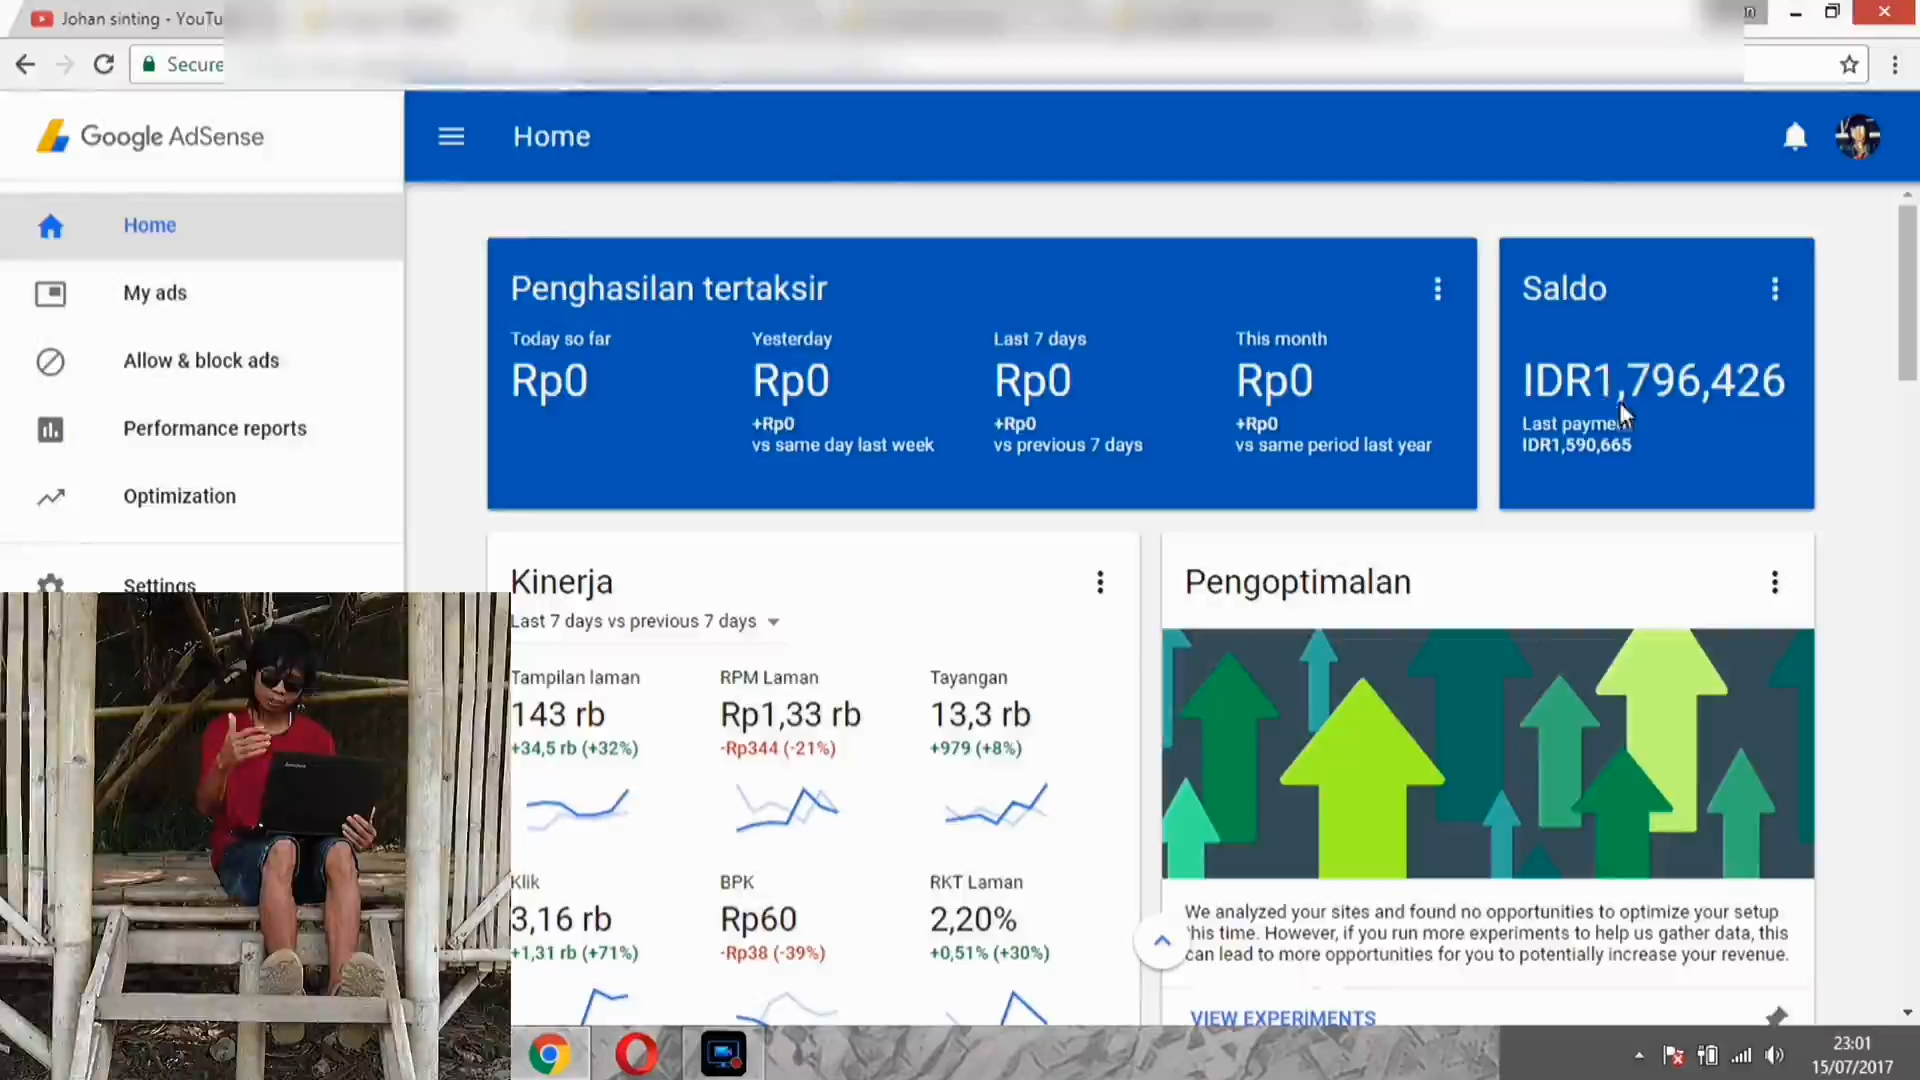 Johan sinting - YouTu
Secure
Google AdSense
Home
Home
My ads
Allow & block ads
Performance reports
Optimization
Settings
Penghasilan tertaksir
Today so far
Rp0
Yesterday
Rp0
+Rp0
vs same day last week
Last 7 days
Rp0
+Rp0
vs previous 7 days
This month
Rp0
+Rp0
vs same period last year
Saldo
IDR1,796,426
Last payment
IDR1,590,665
Kinerja
Last 7 days vs previous 7 days
Tampilan laman
143 rb
+34,5 rb (+32%)
RPM Laman
Rp1,33 rb
-Rp344 (-21%)
Tayangan
13,3 rb
+979 (+8%)
Klik
3,16 rb
+1,31 rb (+71%)
BPK
Rp60
-Rp38 (-39%)
RKT Laman
2,20%
+0,51% (+30%)
Pengoptimalan
We analyzed your sites and found no opportunities to optimize your setup
this time. However, if you run more experiments to help us gather data, this
can lead to more opportunities for you to potentially increase your revenue.
VIEW EXPERIMENTS
23:01
15/07/2017